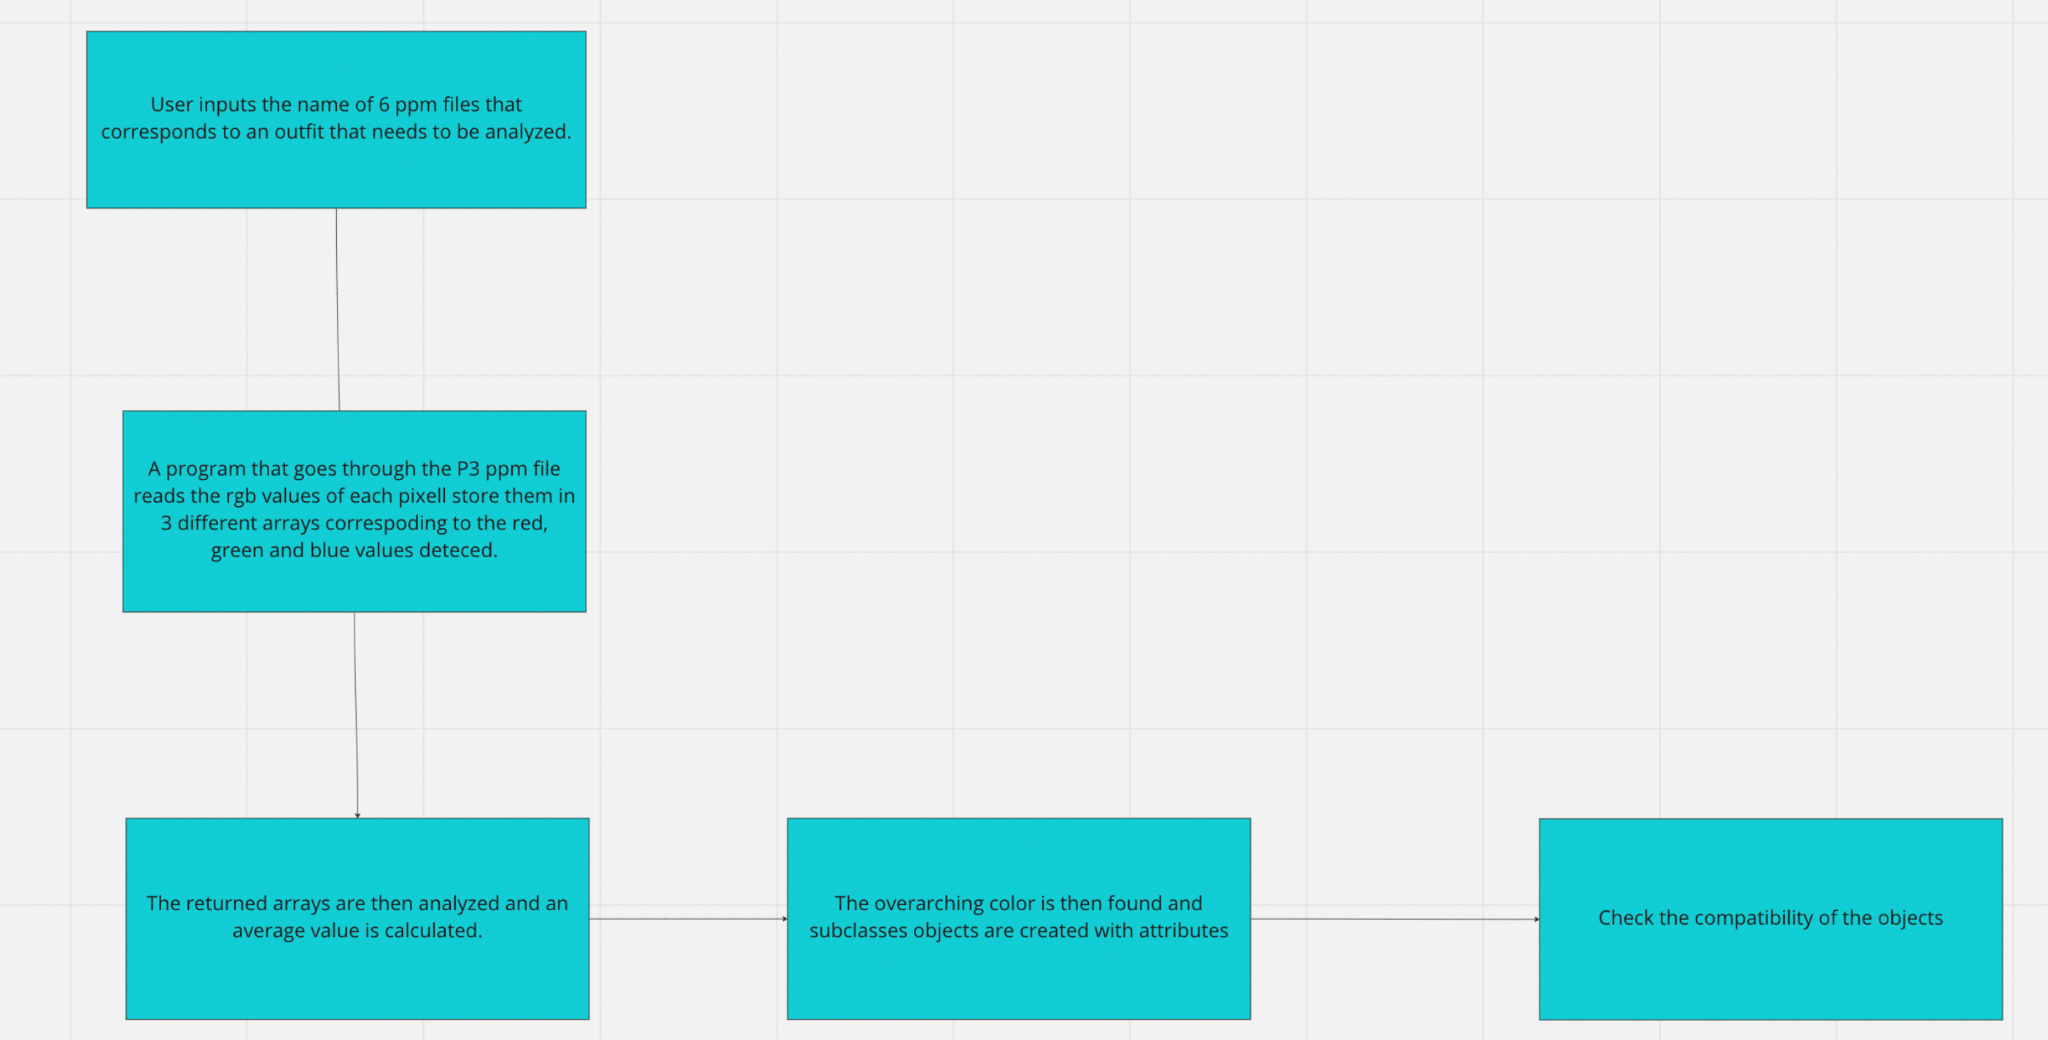 User inputs the name of 6 ppm files that
corresponds to an outfit that needs to be analyzed.
A program that goes through the P3 ppm file
reads the rgb values of each pixell store them in
3 different arrays correspoding to the red,
green and blue values deteced.
The returned arrays are then analyzed and an
average value is calculated.
The overarching color is then found and
subclasses objects are created with attributes
Check the compatibility of the objects